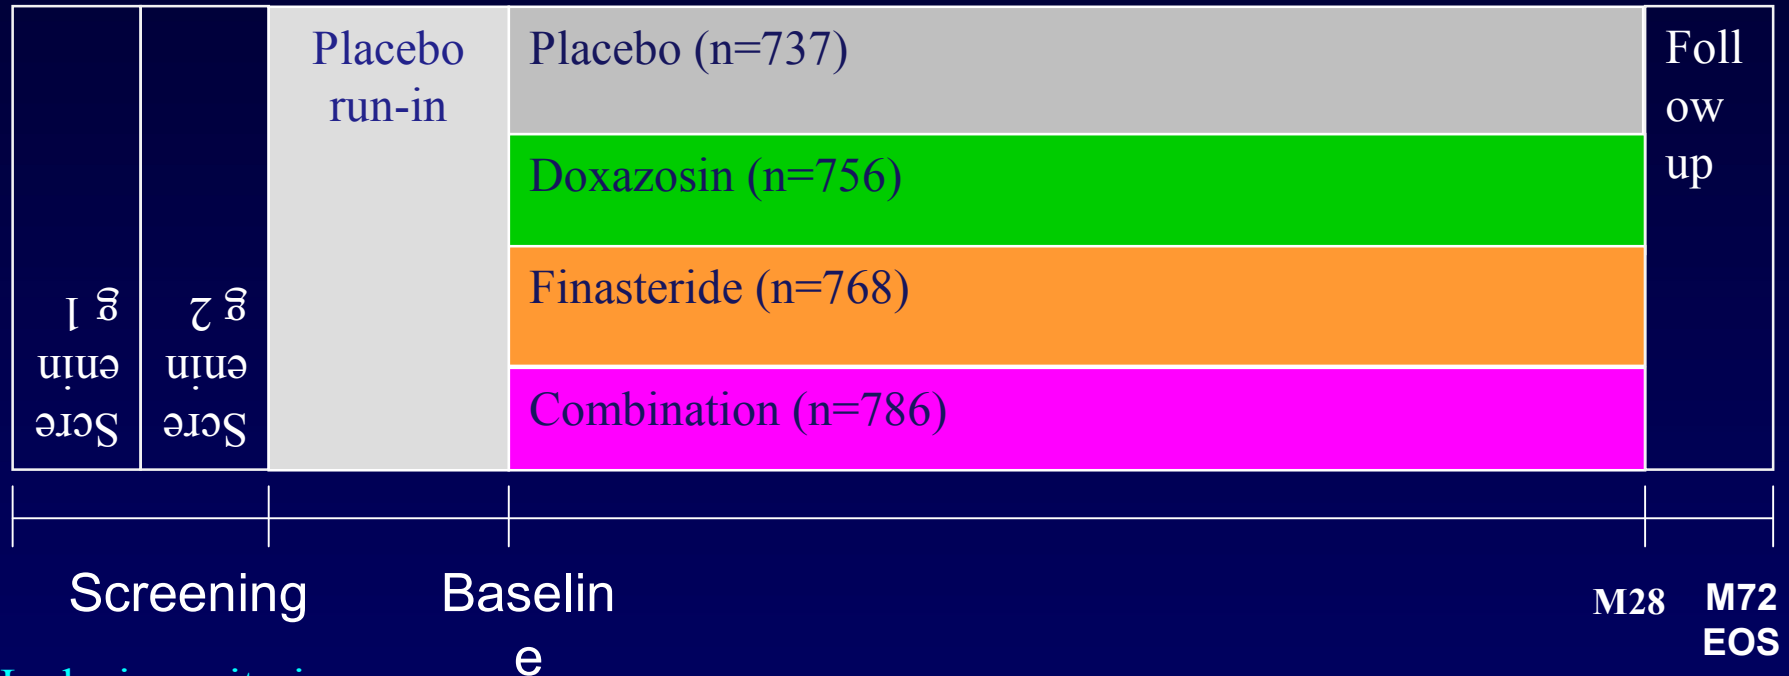 Scre
enin
g 1
Scre
enin
g 2
Placebo
run-in
Placebo (n=737)
Doxazosin (n=756)
Finasteride (n=768)
Combination (n=786)
Foll
ow
up
Screening
Baselin
e
M28
M72
EOS